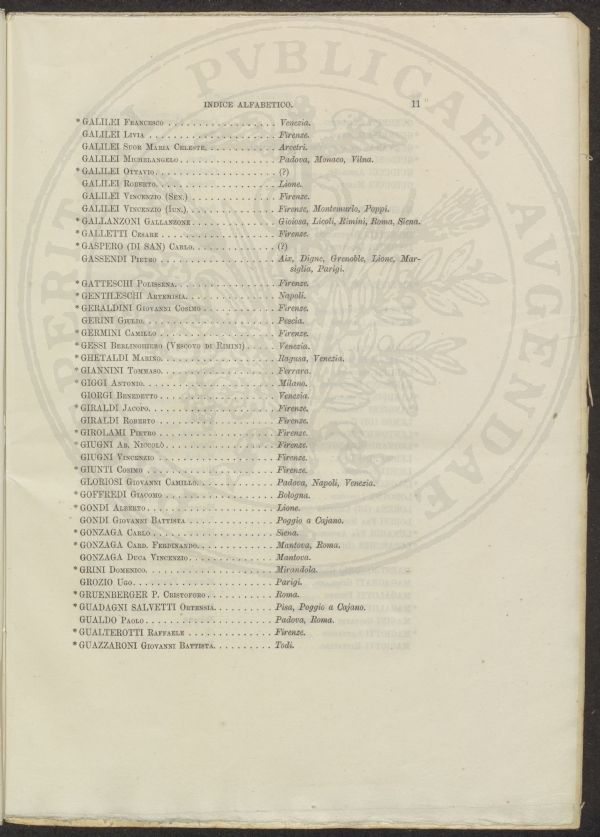 INDICE ALFABETICO. 11
* GALILEI Francesco . . . . . . . . . . . . . . . . . . Venezia.
GALILEI Livia . . . . . . . . . . . . . . . . . . . . . Firenze.
GALILEI Suor Maria Celeste. . . . . . . . . . . . Arcetri.
GALILEI Michelangelo . . . . . . . . . . . . . . . . Padova, Monaco, Vilna.
* GALILEI Ottavio. . . . . . . . . . . . . . . . . . . . (?)
GALILEI Roberto. . . . . . . . . . . . . . . . . . . . Lione.
GALILEI Vincenzio (Sen.) . . . . . . . . . . . . . . Firenze.
GALILEI Vincenzio (Iun.). . . . . . . . . . . . . . . Firenze, Montemurlo, Poppi.
* GALLANZONI Gallanzone . . . . . . . . . . . . . . Gioiosa, Licoli, Rimini, Roma, Siena.
* GALLETTI Cesare . . . . . . . . . . . . . . . . . . . Firenze.
* GASPERO (DI SAN) Carlo. . . . . . . . . . . . . . (?)
GASSENDI Pietro . . . . . . . . . . . . . . . . . . . Aix, Digne, Grenoble, Lione, Mar-
siglia, Parigi.
* GATTESCHI Polissena. . . . . . . . . . . . . . . . . Firenze.
* GENTILESCHI Artemisia. . . . . . . . . . . . . . . Napoli.
* GERALDINI Giovanni Cosimo . . . . . . . . . . . . Firenze.
GERINI Giulio. . . . . . . . . . . . . . . . . . . . . . Pescia.
* GERMINI Camillo . . . . . . . . . . . . . . . . . . . Firenze.
* GESSI Berlinghiero (Vescovo di Rimini) . . . . . Venezia.
* GHETALDI Marino. . . . . . . . . . . . . . . . . . . Ragusa, Venezia.
* GIANNINI Tommaso. . . . . . . . . . . . . . . . . . Ferrara.
* GIGGI Antonio. . . . . . . . . . . . . . . . . . . . . Milano.
GIORGI Benedetto . . . . . . . . . . . . . . . . . . . Venezia.
* GIRALDI Jacopo. . . . . . . . . . . . . . . . . . . . Firenze.
GIRALDI Roberto . . . . . . . . . . . . . . . . . . . Firenze.
* GIROLAMI Pietro . . . . . . . . . . . . . . . . . . . Firenze.
* GIUGNI Ab. Niccolò . . . . . . . . . . . . . . . . . . Firenze.
GIUGNI Vincenzio . . . . . . . . . . . . . . . . . . . Firenze.
* GIUNTI Cosimo . . . . . . . . . . . . . . . . . . . . . Firenze.
GLORIOSI Giovanni Camillo. . . . . . . . . . . . . Padova, Napoli, Venezia.
* GOFFREDI Giacomo . . . . . . . . . . . . . . . . . . Bologna.
* GONDI Alberto . . . . . . . . . . . . . . . . . . . . . Lione.
GONDI Giovanni Battista . . . . . . . . . . . . . . Poggio a Cajano.
* GONZAGA Carlo . . . . . . . . . . . . . . . . . . . . Siena.
* GONZAGA Card. Ferdinando. . . . . . . . . . . . . Mantova, Roma.
GONZAGA Duca Vincenzio . . . . . . . . . . . . . . Mantova.
* GRINI Domenico. . . . . . . . . . . . . . . . . . . . . Mirandola.
GROZIO Ugo. . . . . . . . . . . . . . . . . . . . . . . Parigi.
* GRUENBERGER P. Cristoforo . . . . . . . . . . . Roma.
* GUADAGNI SALVETTI Ortensia. . . . . . . . . . Pisa, Poggio a Cajano.
GUALDO Paolo . . . . . . . . . . . . . . . . . . . . . Padova, Roma.
* GUALTEROTTI Raffaele . . . . . . . . . . . . . . Firenze.
* GUAZZARONI Giovanni Battista. . . . . . . . . . Todi.